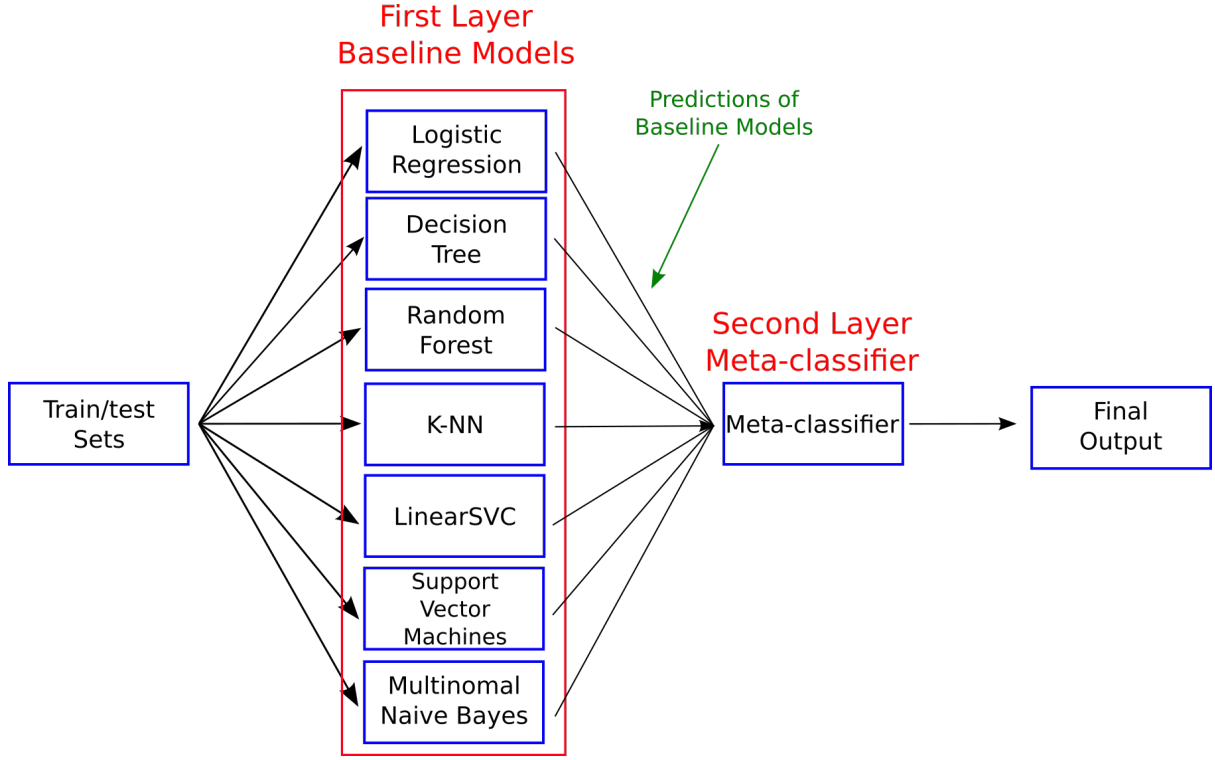 First Layer
Baseline Models
Predictions of
Baseline Models
Logistic
Regression
Decision
Tree
Random
Forest
K-NN
LinearSVC
Support
Vector
Machines
Multinomal
Naive Bayes
Train/test
Sets
Second Layer
Meta-classifier
Meta-classifier
Final
Output